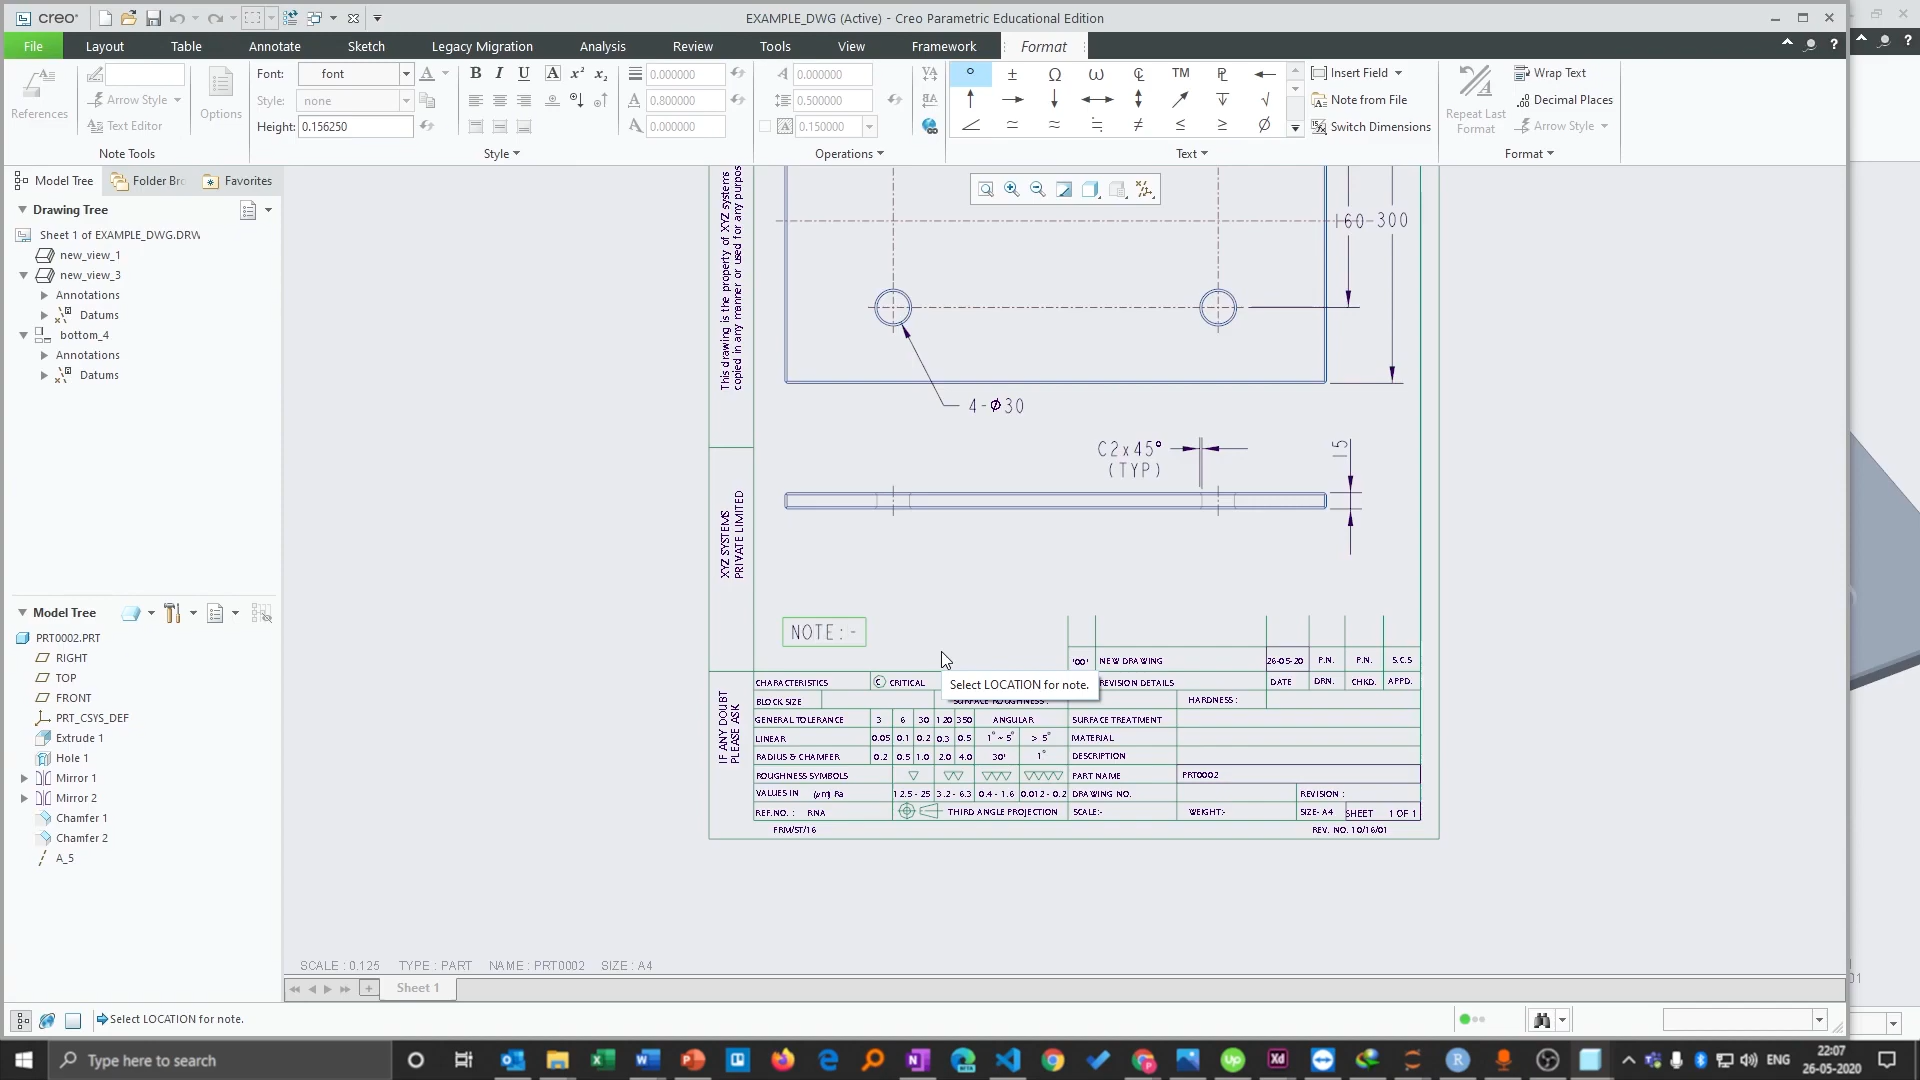 creo
EXAMPLE_DWG (Active) - Creo Parametric Educational Edition
File
Layout
Table
Annotate
Sketch
Legacy Migration
Analysis
Review
Tools
View
Framework
Format
References
Arrow Style
Text Editor
Options
Note Tools
Font: font
Style: none
Height: 0.156250
B I U A x² x₂
0.000000
0.800000
0.000000
Style
0.000000
0.500000
0.150000
Operations
° ± Ω ω ℄ TM
∠ ≃ ≈ ≒ ≠ ≤ ≥ Ø
Text
Insert Field
Note from File
Switch Dimensions
Repeat Last
Format
Wrap Text
Decimal Places
Arrow Style
Format
Model Tree
Folder Bro
Favorites
Drawing Tree
Sheet 1 of EXAMPLE_DWG.DRW
new_view_1
new_view_3
Annotations
Datums
bottom_4
Annotations
Datums
Model Tree
PRT0002.PRT
RIGHT
TOP
FRONT
PRT_CSYS_DEF
Extrude 1
Hole 1
Mirror 1
Mirror 2
Chamfer 1
Chamfer 2
A_5
This drawing is the property of XYZ systems
copied in any manner or used for any purpos
XYZ SYSTEMS
PRIVATE LIMITED
IF ANY DOUBT
PLEASE ASK
160
300
4-Ø30
C2x45°
(TYP)
15
NOTE:-
'00' NEW DRAWING 26-05-20 P.N. P.N. S.C.S
Select LOCATION for note.
REVISION DETAILS DATE DRN. CHKD. APPD.
CHARACTERISTICS C CRITICAL
BLOCK SIZE SURFACE ROUGHNESS : HARDNESS :
GENERAL TOLERANCE 3 6 30 120 350 ANGULAR SURFACE TREATMENT
LINEAR 0.05 0.1 0.2 0.3 0.5 1° ~ 5° > 5° MATERIAL
RADIUS & CHAMFER 0.2 0.5 1.0 2.0 4.0 30' 1° DESCRIPTION
ROUGHNESS SYMBOLS PART NAME PRT0002
VALUES IN (µm) Ra 12.5 - 25 3.2 - 6.3 0.4 - 1.6 0.012 - 0.2 DRAWING NO. REVISION :
REF.NO. : RNA THIRD ANGLE PROJECTION SCALE:- WEIGHT:- SIZE- A4 SHEET 1 OF 1
FRM/ST/16 REV. NO. 10/16/01
SCALE : 0.125 TYPE : PART NAME : PRT0002 SIZE : A4
Sheet 1
Select LOCATION for note.
Type here to search
ENG
22:07
26-05-2020